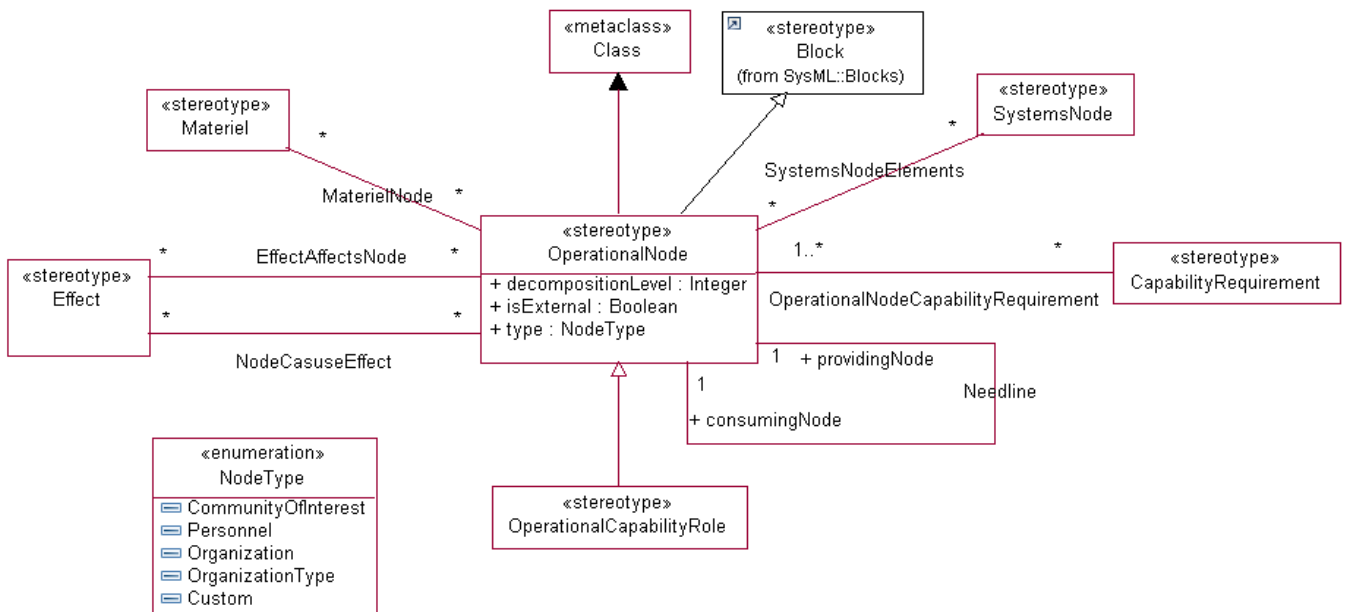 «metaclass»
Class
«stereotype»
Block
(from SysML::Blocks)
«stereotype»
Materiel
*
MaterielNode
*
«stereotype»
SystemsNode
*
SystemsNodeElements
*
«stereotype»
Effect
*
EffectAffectsNode
*
*
NodeCasuseEffect
*
«stereotype»
OperationalNode
+ decompositionLevel : Integer
+ isExternal : Boolean
+ type : NodeType
1..*
*
OperationalNodeCapabilityRequirement
«stereotype»
CapabilityRequirement
1
+ providingNode
Needline
1
+ consumingNode
«enumeration»
NodeType
CommunityOfInterest
Personnel
Organization
OrganizationType
Custom
«stereotype»
OperationalCapabilityRole